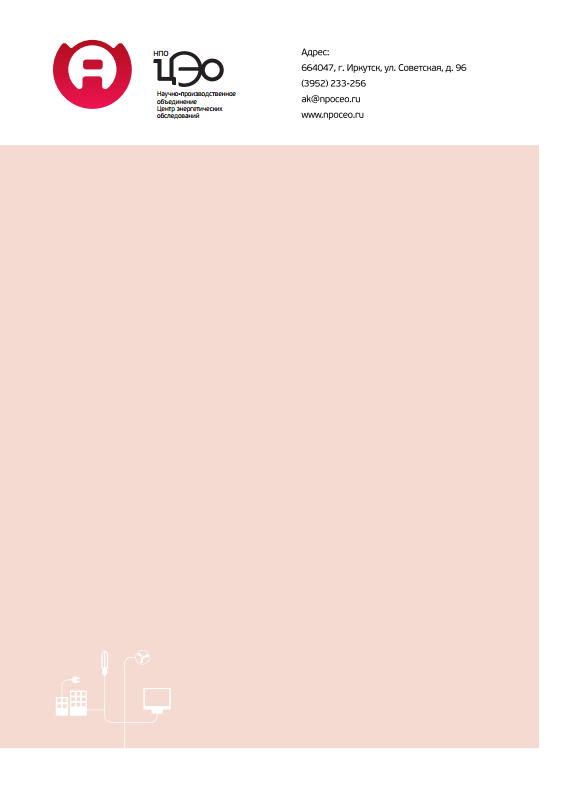 НПО
цЭо
Научно-производственное
объединение
Центр энергетических
обследований
Адрес:
664047, г. Иркутск, ул. Советская, д. 96
(3952) 233-256
ak@npoceo.ru
www.npoceo.ru